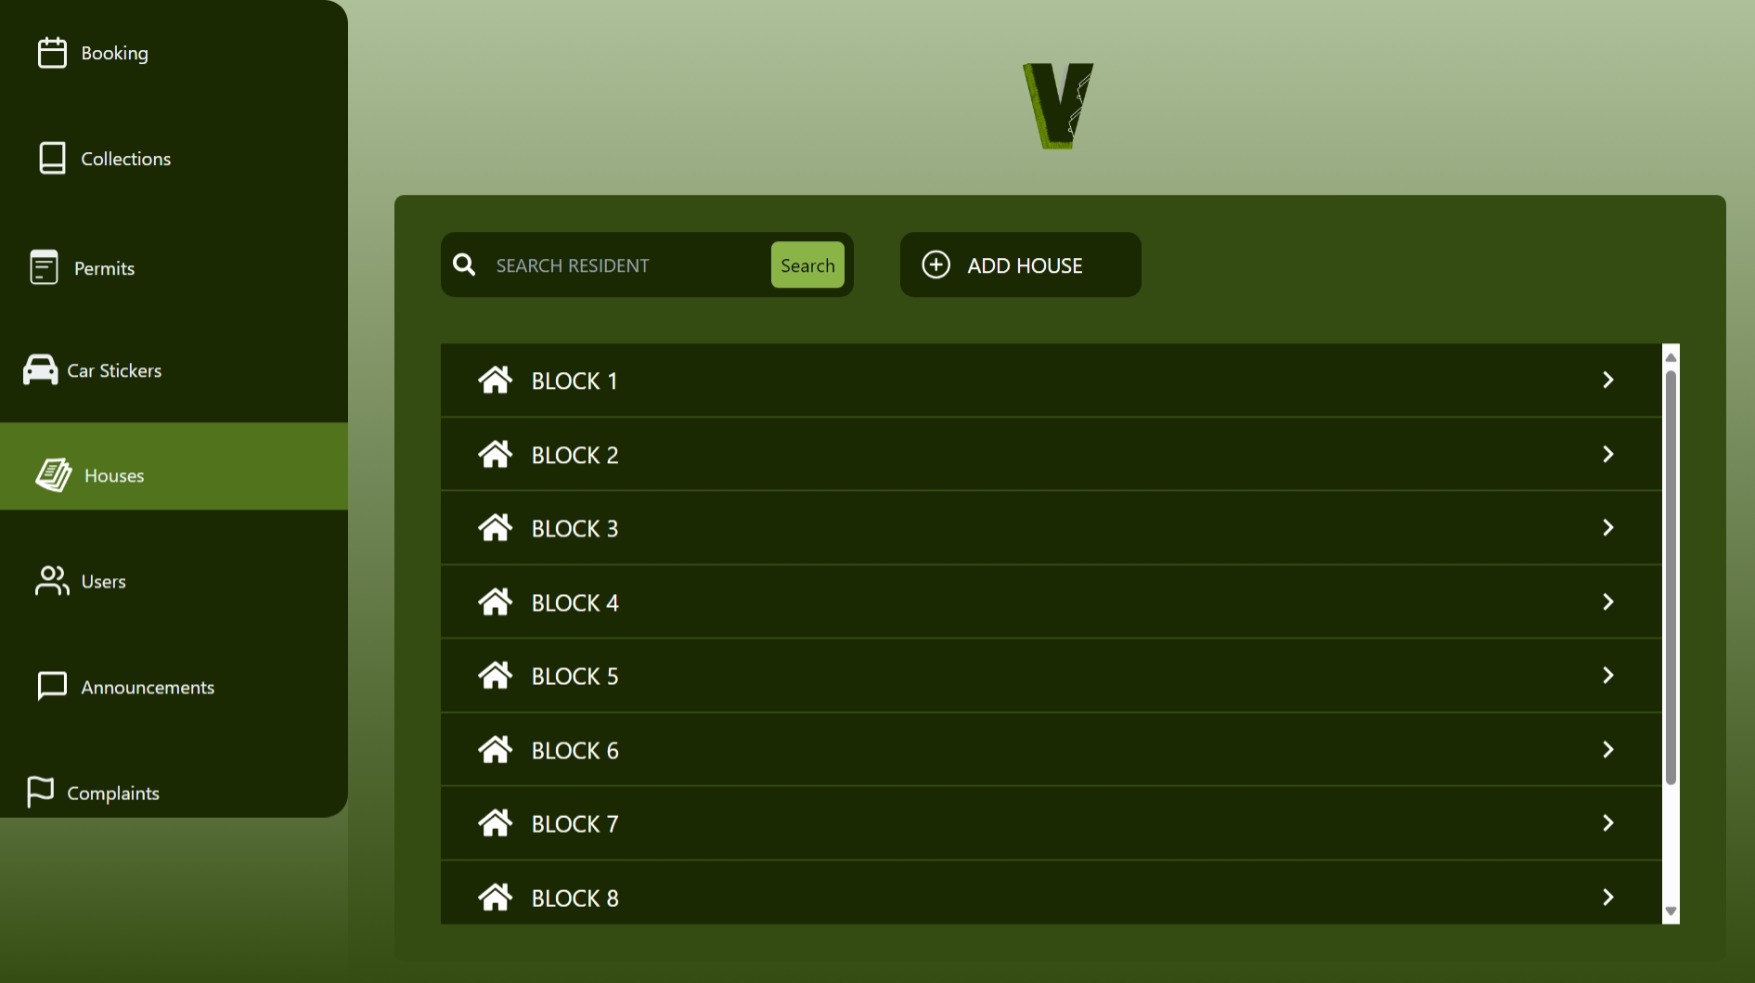 Booking
Collections
Permits
Car Stickers
Houses
Users
Announcements
Complaints
V
SEARCH RESIDENT
Search
ADD HOUSE
BLOCK 1
BLOCK 2
BLOCK 3
BLOCK 4
BLOCK 5
BLOCK 6
BLOCK 7
BLOCK 8